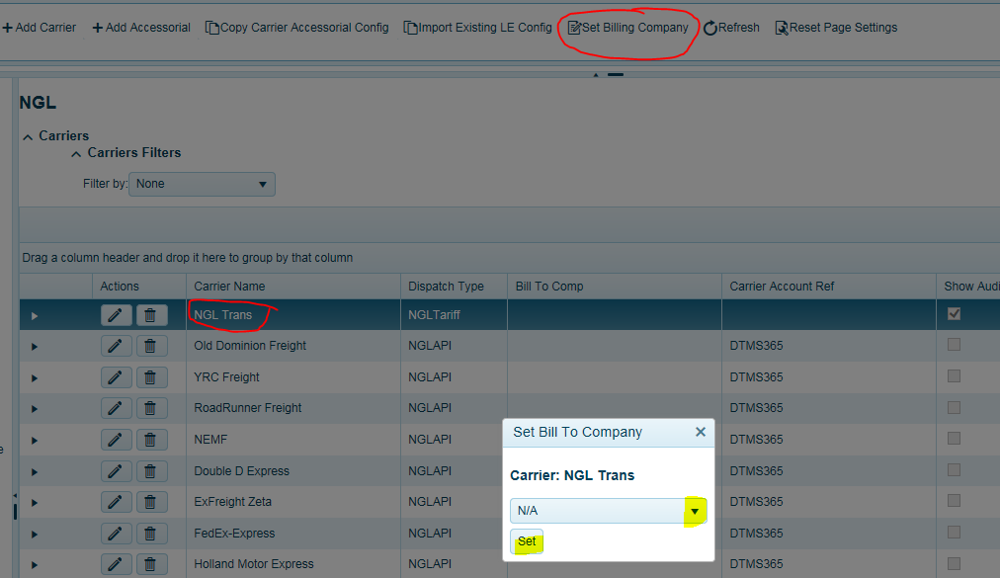 Add Carrier Add Accessorial Copy Carrier Accessorial Config Import Existing LE Config Set Billing Company Refresh Reset Page Settings
NGL
Carriers
Carriers Filters
Filter by: None
Drag a column header and drop it here to group by that column
Actions Carrier Name Dispatch Type Bill To Comp Carrier Account Ref Show Audi
NGL Trans NGLTariff
Old Dominion Freight NGLAPI DTMS365
YRC Freight NGLAPI DTMS365
RoadRunner Freight NGLAPI DTMS365
NEMF NGLAPI DTMS365
Double D Express NGLAPI DTMS365
ExFreight Zeta NGLAPI DTMS365
FedEx-Express NGLAPI DTMS365
Holland Motor Express NGLAPI DTMS365
Set Bill To Company
Carrier: NGL Trans
N/A
Set
e